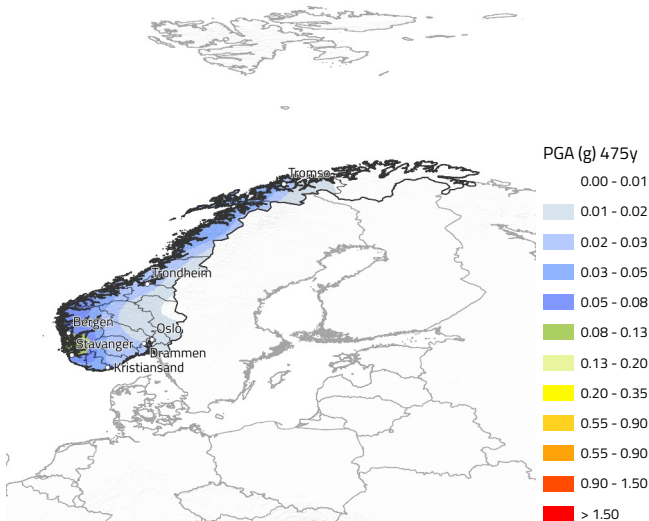 Tromso
Trondheim
Bergen
Oslo
Stavanger
Drammen
Kristiansand
PGA (g) 475y
0.00 - 0.01
0.01 - 0.02
0.02 - 0.03
0.03 - 0.05
0.05 - 0.08
0.08 - 0.13
0.13 - 0.20
0.20 - 0.35
0.55 - 0.90
0.55 - 0.90
0.90 - 1.50
> 1.50